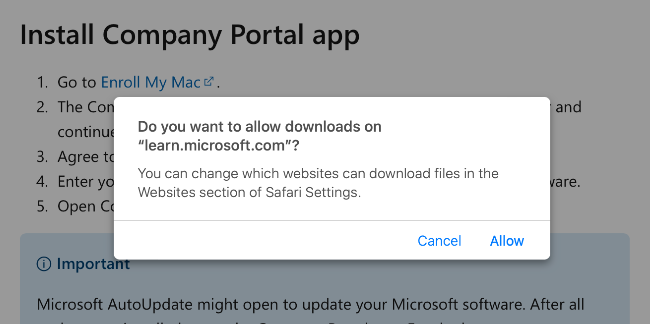 Install Company Portal app
1. Go to Enroll My Mac .
2. The Com
Do you want to allow downloads on
“learn.microsoft.com”?
You can change which websites can download files in the
Websites section of Safari Settings.
Cancel Allow
and
continue
3. Agree to
4. Enter you
ware.
5. Open Co
Important
Microsoft AutoUpdate might open to update your Microsoft software. After all